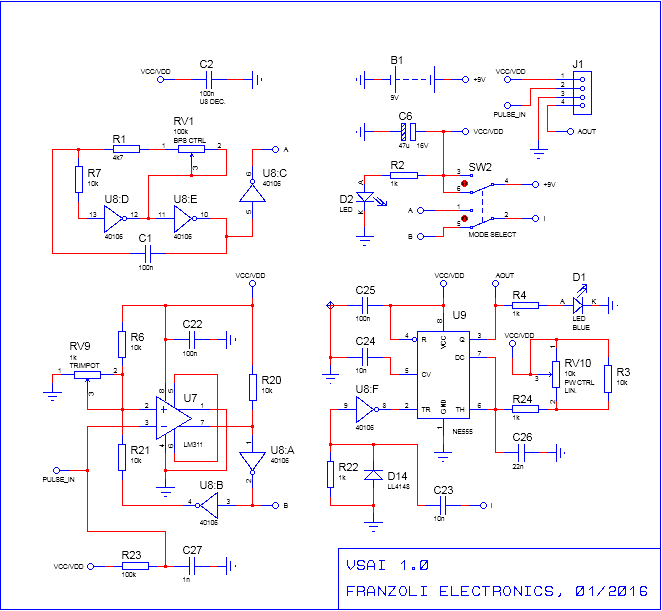 VCC/VDD
C2
100n
US DEC.
B1
9V
+9V
VCC/VDD
J1
1
2
3
4
PULSE_IN
AOUT
RV1
100k
BPS CTRL
R1
4k7
1
2
3
A
R7
10k
U8:D
13
12
40106
U8:E
11
10
40106
6
5
U8:C
40106
C1
100n
C6
47u
16V
VCC/VDD
R2
1k
D2
LED
A
K
SW2
3
6
4
+9V
A
1
5
2
I
B
MODE SELECT
VCC/VDD
R6
10k
C22
100n
RV9
1k
TRIMPOT
1
2
3
R20
10k
U7
8
5
2
1
3
7
4
6
LM311
R21
10k
1
2
U8:A
40106
U8:B
4
3
40106
B
PULSE_IN
VCC/VDD
R23
100k
C27
1n
C25
100n
VCC/VDD
AOUT
R4
1k
D1
A
K
LED
BLUE
U9
8
VCC
4
R
Q
3
DC
7
5
CV
2
TR
TH
6
GND
1
NE555
C24
10n
U8:F
9
8
40106
VCC/VDD
1
3
2
RV10
10k
PW CTRL
LIN.
R3
10k
R24
1k
C26
22n
R22
1k
D14
LL4148
C23
10n
I
VSAI 1.0
FRANZOLI ELECTRONICS, 01/2016